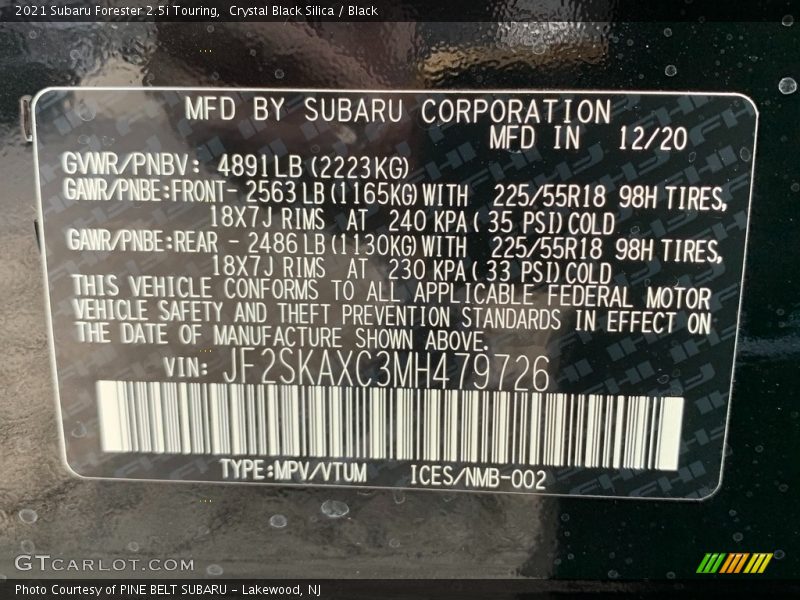 2021 Subaru Forester 2.5i Touring,  Crystal Black Silica / Black
MFD BY SUBARU CORPORATION
MFD IN 12/20
GVWR/PNBV: 4891LB (2223KG)
GAWR/PNBE:FRONT- 2563 LB (1165KG) WITH 225/55R18 98H TIRES,
18X7J RIMS AT 240 KPA ( 35 PSI) COLD
GAWR/PNBE:REAR - 2486 LB (1130KG) WITH 225/55R18 98H TIRES,
18X7J RIMS AT 230 KPA ( 33 PSI) COLD
THIS VEHICLE CONFORMS TO ALL APPLICABLE FEDERAL MOTOR
VEHICLE SAFETY AND THEFT PREVENTION STANDARDS IN EFFECT ON
THE DATE OF MANUFACTURE SHOWN ABOVE.
VIN: JF2SKAXC3MH479726
TYPE:MPV/VTUM ICES/NMB-002
GTCARLOT.COM
Photo Courtesy of PINE BELT SUBARU - Lakewood, NJ